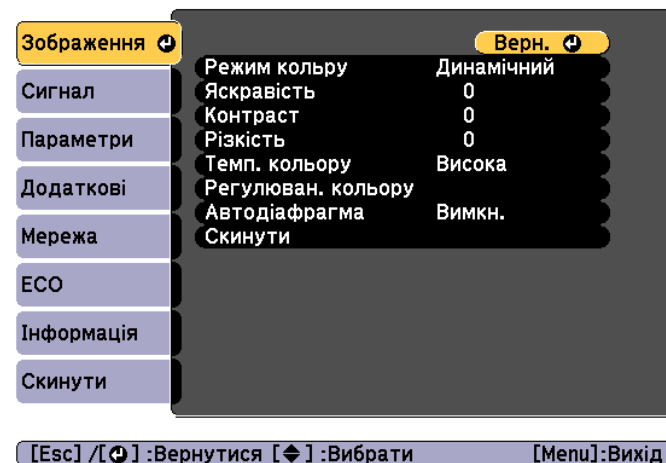 Зображення
Сигнал
Параметри
Додаткові
Мережа
ECO
Інформація
Скинути
Верн.
Режим кольру Динамічний
Яскравість 0
Контраст 0
Різкість 0
Темп. кольору Висока
Регулюван. кольору
Автодіафрагма Вимкн.
Скинути
[Esc] /[ ] :Вернутися [ ] :Вибрати [Menu]:Вихід